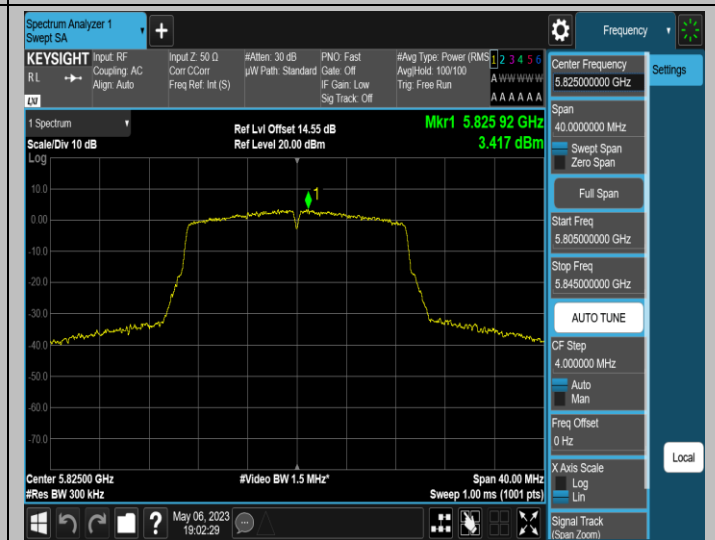 Spectrum Analyzer 1
Swept SA
+
Frequency
KEYSIGHT
RL
LXI
Input: RF
Coupling: AC
Align: Auto
Input Z: 50 Ω
Corr CCorr
Freq Ref: Int (S)
#Atten: 30 dB
µW Path: Standard
PNO: Fast
Gate: Off
IF Gain: Low
Sig Track: Off
#Avg Type: Power (RMS
Avg|Hold: 100/100
Trig: Free Run
1 2 3 4 5 6
A W W W W W
A A A A A A
1 Spectrum
Scale/Div 10 dB
Log
Ref Lvl Offset 14.55 dB
Ref Level 20.00 dBm
Mkr1 5.825 92 GHz
3.417 dBm
1
10.0
0.00
-10.0
-20.0
-30.0
-40.0
-50.0
-60.0
-70.0
Center 5.82500 GHz
#Res BW 300 kHz
#Video BW 1.5 MHz*
Span 40.00 MHz
Sweep 1.00 ms (1001 pts)
Center Frequency
5.825000000 GHz
Span
40.0000000 MHz
Swept Span
Zero Span
Full Span
Start Freq
5.805000000 GHz
Stop Freq
5.845000000 GHz
AUTO TUNE
CF Step
4.000000 MHz
Auto
Man
Freq Offset
0 Hz
X Axis Scale
Log
Lin
Signal Track
(Span Zoom)
Settings
Local
?
May 06, 2023
19:02:29